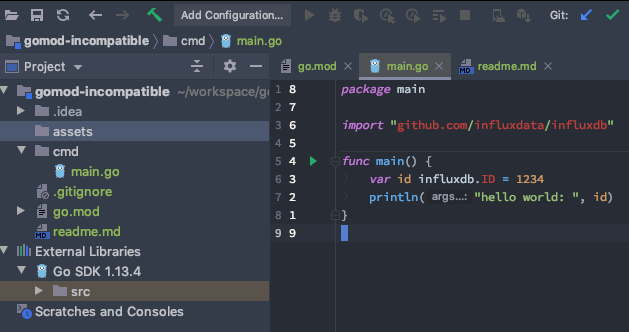 Add Configuration...
Git:
gomod-incompatible
cmd
main.go
Project
go.mod
main.go
readme.md
gomod-incompatible ~/workspace/go
.idea
assets
cmd
main.go
.gitignore
go.mod
readme.md
External Libraries
Go SDK 1.13.4
src
Scratches and Consoles
1 8 package main
2 7
3 6 import "github.com/influxdata/influxdb"
4 5
5 4 func main() {
6 3 var id influxdb.ID = 1234
7 2 println( args...: "hello world: ", id)
8 1 }
9 9